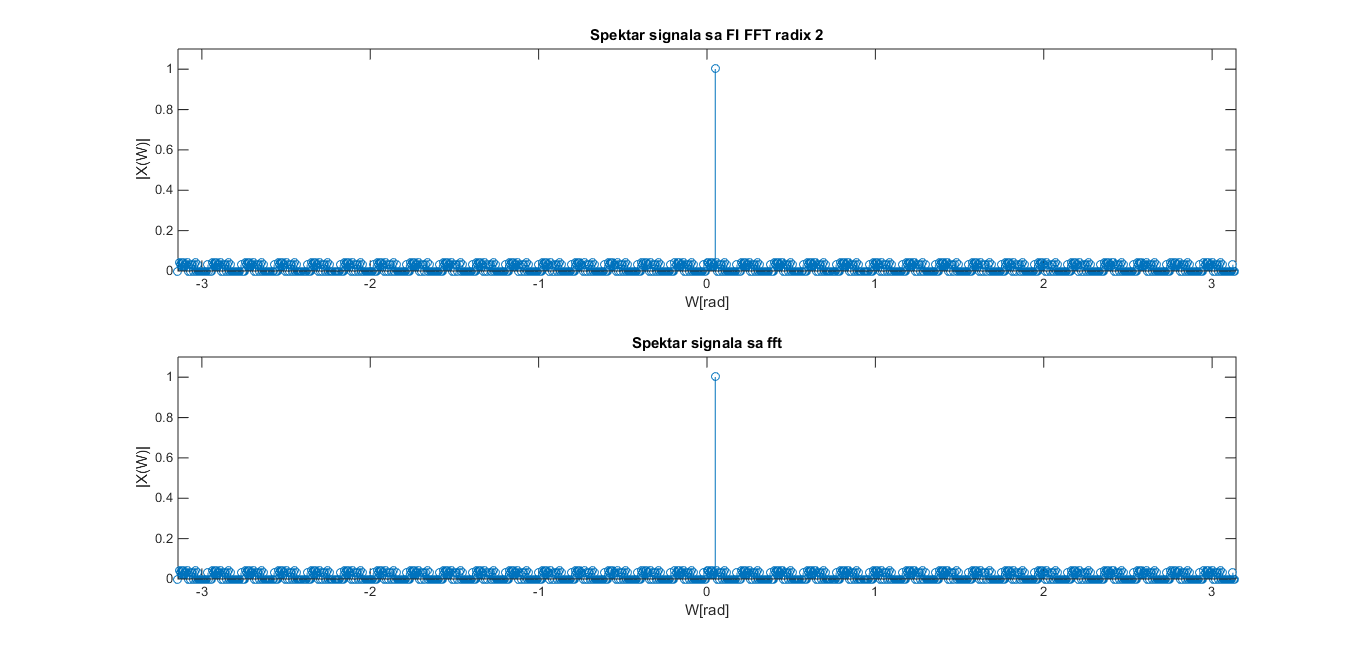 Spektar signala sa FI FFT radix 2
1
0.8
0.6
0.4
0.2
0
|X(W)|
-3 -2 -1 0 1 2 3
W[rad]
Spektar signala sa fft
1
0.8
0.6
0.4
0.2
0
|X(W)|
-3 -2 -1 0 1 2 3
W[rad]